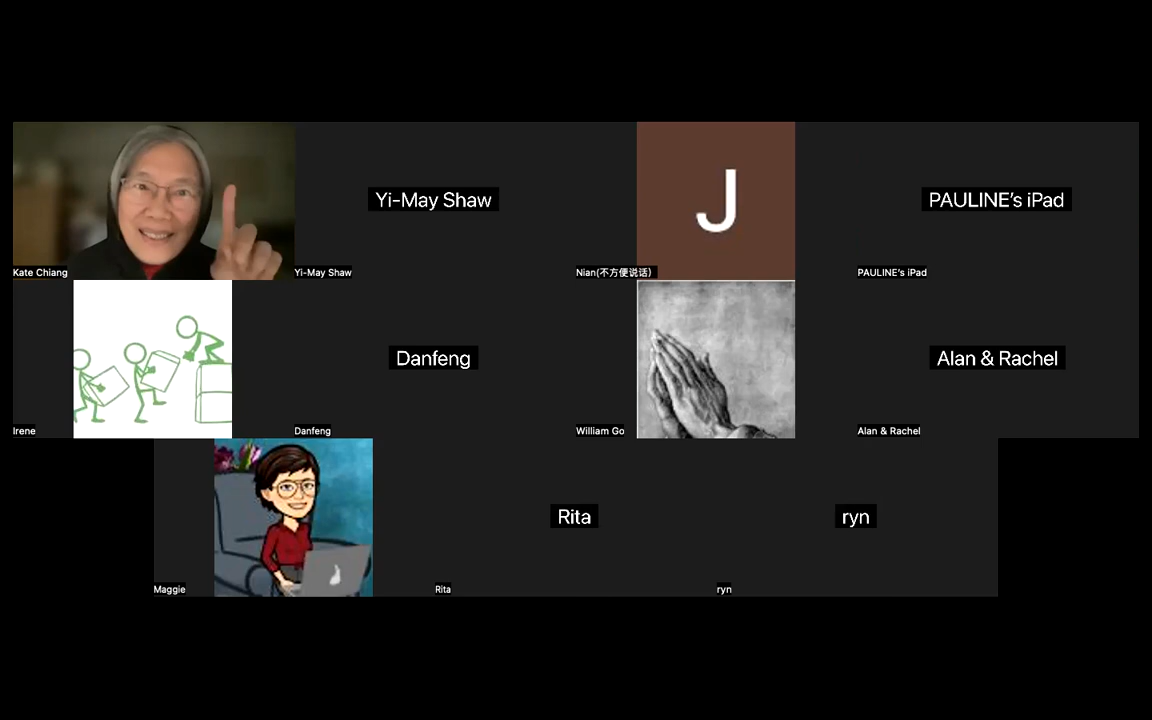 Yi-May Shaw
J
PAULINE’s iPad
Kate Chiang
Yi-May Shaw
Nian(不方便说话)
PAULINE’s iPad
Danfeng
Alan & Rachel
Irene
Danfeng
William Go
Alan & Rachel
Rita
ryn
Maggie
Rita
ryn